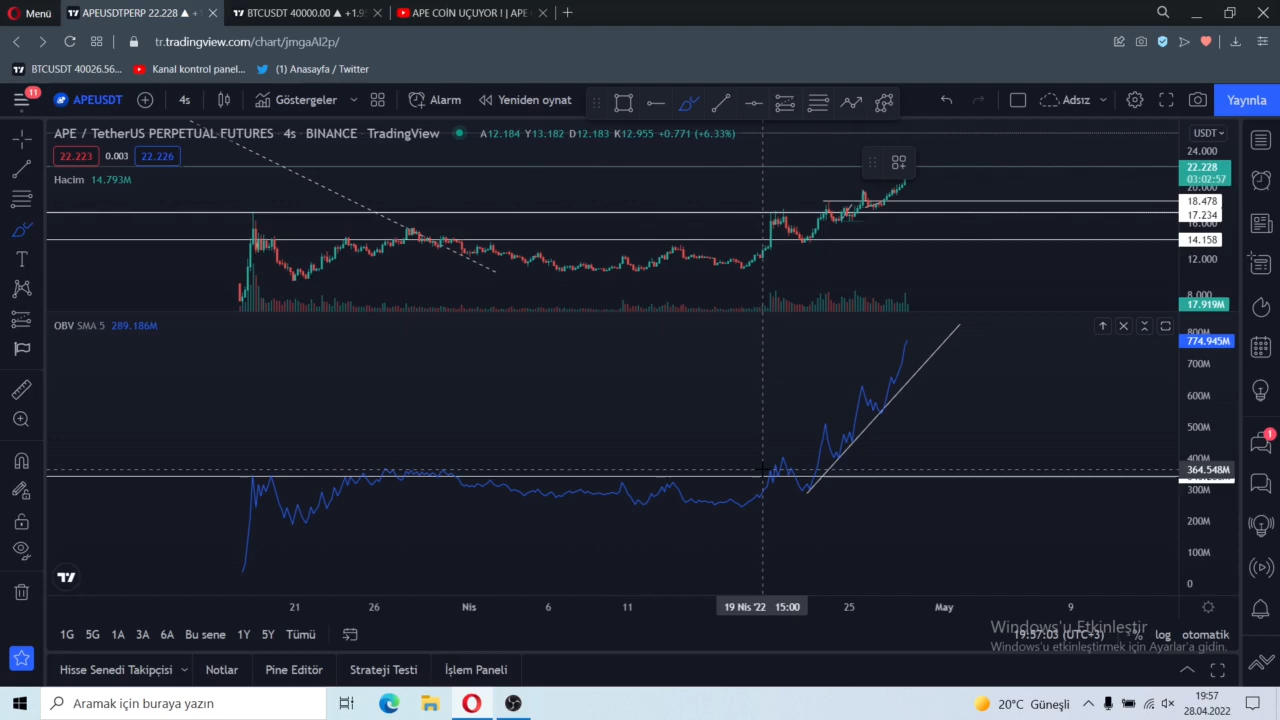 Menü
APEUSDTPERP 22.228 ▲ +
BTCUSDT 40000.00 ▲ +1.9
APE COİN UÇUYOR ! | APE
tr.tradingview.com/chart/jmgaAI2p/
BTCUSDT 40026.56...
Kanal kontrol panel...
(1) Anasayfa / Twitter
11
APEUSDT
4s
Göstergeler
Alarm
Yeniden oynat
Adsız
Yayınla
APE / TetherUS PERPETUAL FUTURES · 4s · BINANCE · TradingView
A12.184 Y13.182 D12.183 K12.955 +0.771 (+6.33%)
USDT
22.223
0.003
22.226
Hacim 14.793M
24.000
22.228
03:02:57
20.000
18.478
17.234
16.000
14.158
12.000
8.000
17.919M
OBV SMA 5 289.186M
800M
774.945M
700M
600M
500M
400M
364.548M
300M
200M
100M
0
1
21
26
Nis
6
11
19 Nis '22 15:00
25
May
9
1G 5G 1A 3A 6A Bu sene 1Y 5Y Tümü
19:57:03 (UTC+3)
%
log
otomatik
Windows'u Etkinleştir
Windows'u etkinleştirmek için Ayarlar'a gidin.
Hisse Senedi Takipçisi
Notlar
Pine Editör
Strateji Testi
İşlem Paneli
Aramak için buraya yazın
20°C Güneşli
19:57
28.04.2022